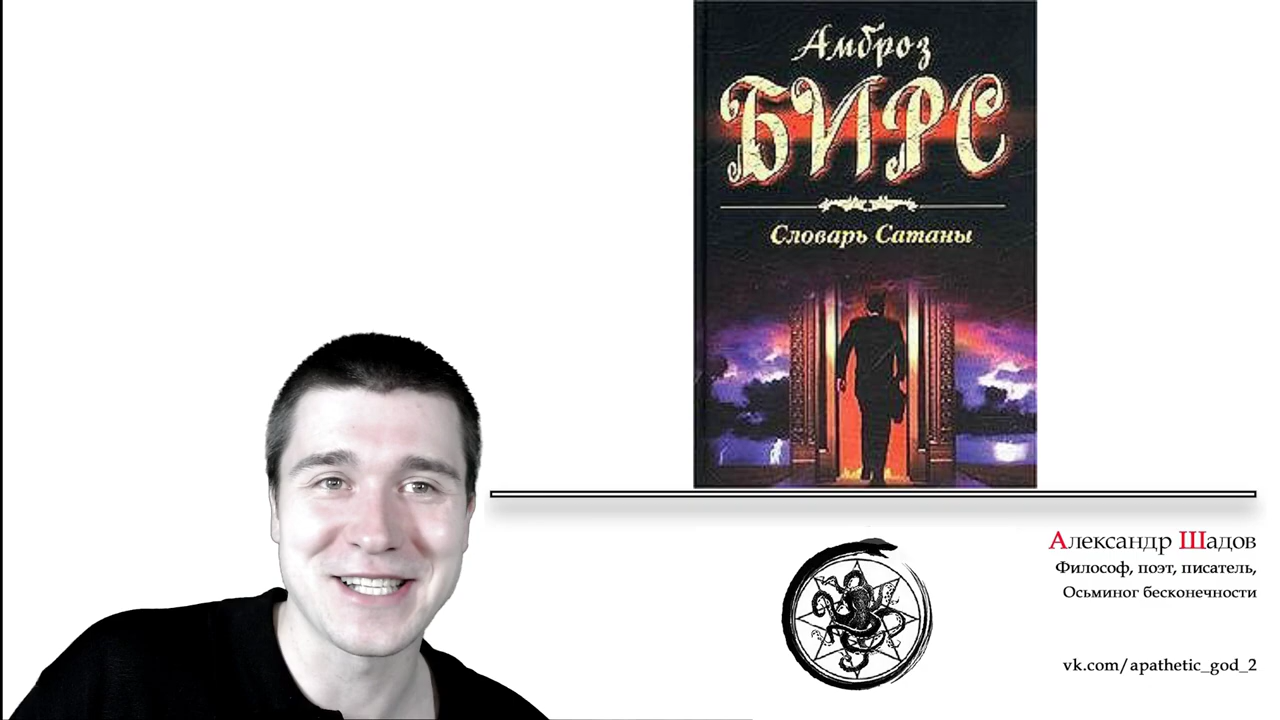 Амброз
БИРС
Словарь Сатаны
Александр Шадов
Философ, поэт, писатель,
Осьминог бесконечности
vk.com/apathetic_god_2